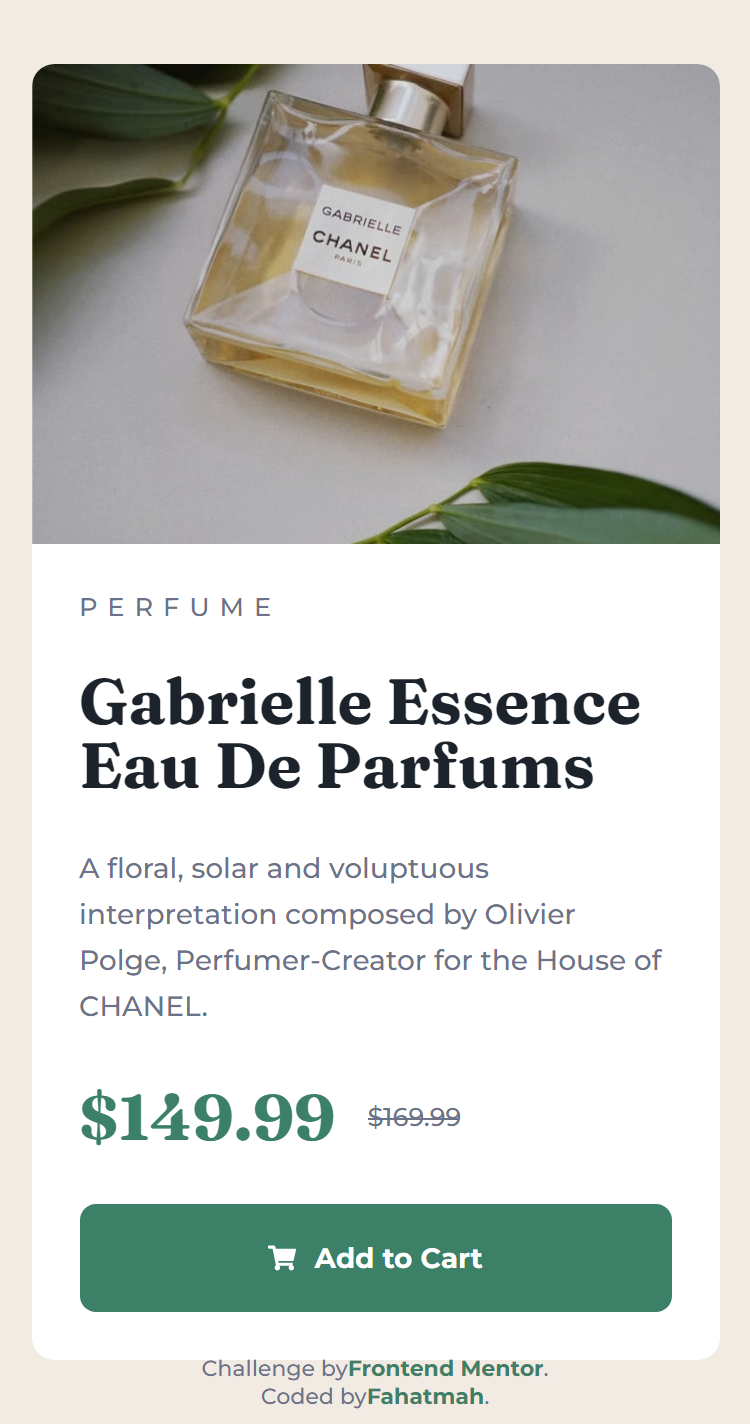 GABRIELLE
CHANEL
PARIS
PERFUME
Gabrielle Essence
Eau De Parfums
A floral, solar and voluptuous
interpretation composed by Olivier
Polge, Perfumer-Creator for the House of
CHANEL.
$149.99 $169.99
Add to Cart
Challenge byFrontend Mentor.
Coded byFahatmah.